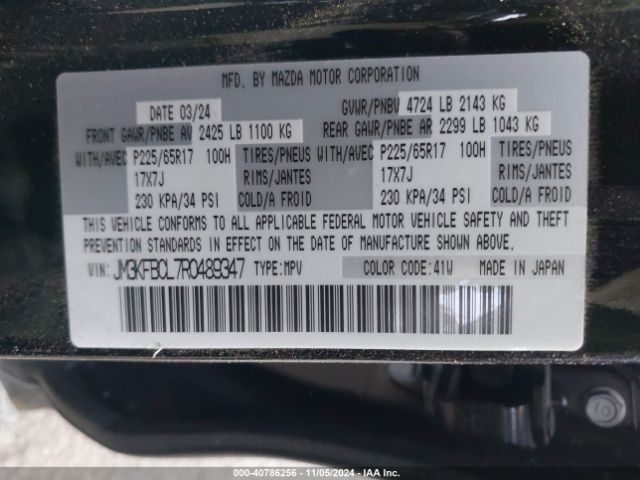 MFD. BY MAZDA MOTOR CORPORATION
DATE 03/24 GVWR/PNBV 4724 LB 2143 KG
FRONT GAWR/PNBE AV 2425 LB 1100 KG REAR GAWR/PNBE AR 2299 LB 1043 KG
WITH/AVEC P225/65R17 100H TIRES/PNEUS WITH/AVEC P225/65R17 100H TIRES/PNEUS
17X7J RIMS/JANTES 17X7J RIMS/JANTES
230 KPA/34 PSI COLD/A FROID 230 KPA/34 PSI COLD/A FROID
THIS VEHICLE CONFORMS TO ALL APPLICABLE FEDERAL MOTOR VEHICLE SAFETY AND THEFT
PREVENTION STANDARDS IN EFFECT ON THE DATE OF MANUFACTURE SHOWN ABOVE.
VIN: JM3KFBCL7R0489347 TYPE:MPV COLOR CODE:41W MADE IN JAPAN
000-40786256 - 11/05/2024 - IAA Inc.